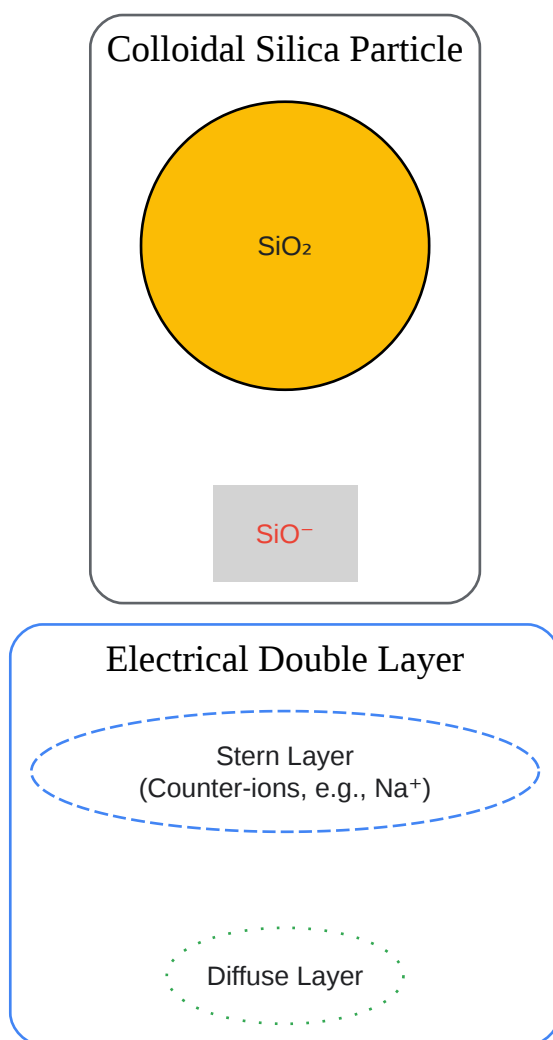 Colloidal Silica Particle
SiO₂
SiO⁻
Electrical Double Layer
Stern Layer
(Counter-ions, e.g., Na⁺)
Diffuse Layer